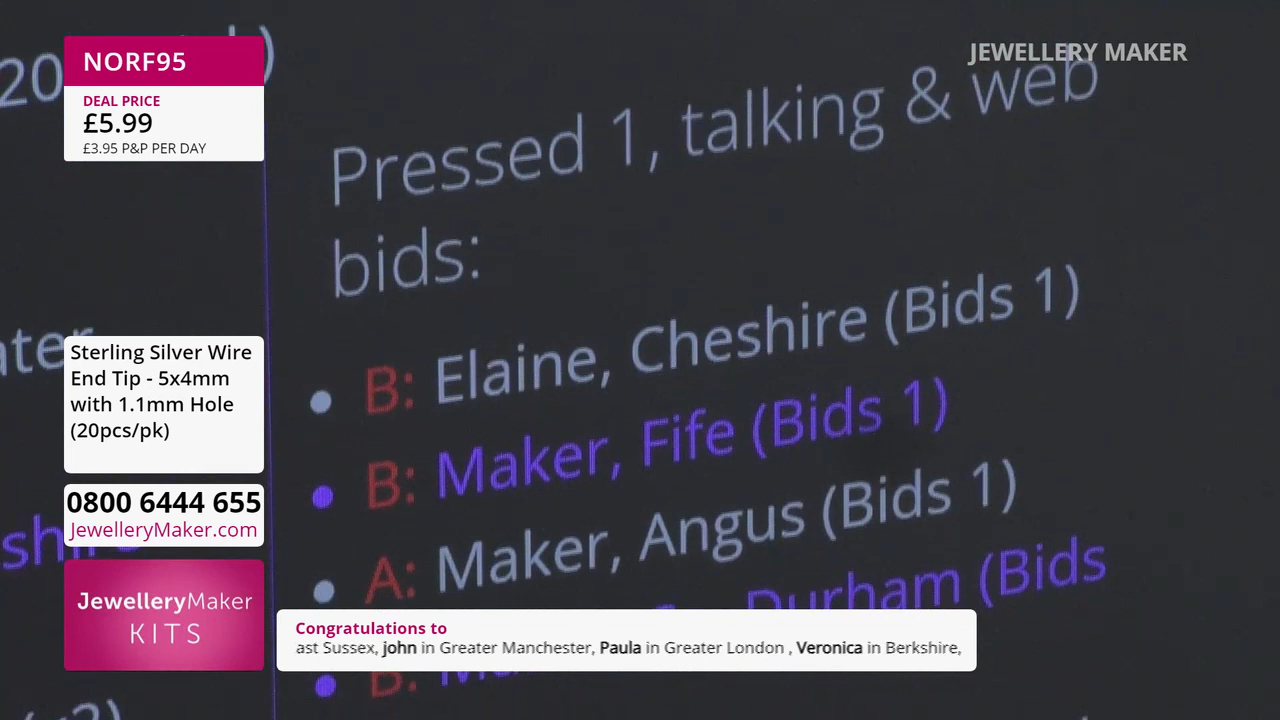 NORF95
DEAL PRICE
£5.99
£3.95 P&P PER DAY
JEWELLERY MAKER
Pressed 1, talking & web
bids:
B: Elaine, Cheshire (Bids 1)
B: Maker, Fife (Bids 1)
A: Maker, Angus (Bids 1)
Durham (Bids
B:
Sterling Silver Wire
End Tip - 5x4mm
with 1.1mm Hole
(20pcs/pk)
0800 6444 655
JewelleryMaker.com
JewelleryMaker
KITS
Congratulations to
ast Sussex, john in Greater Manchester, Paula in Greater London , Veronica in Berkshire,